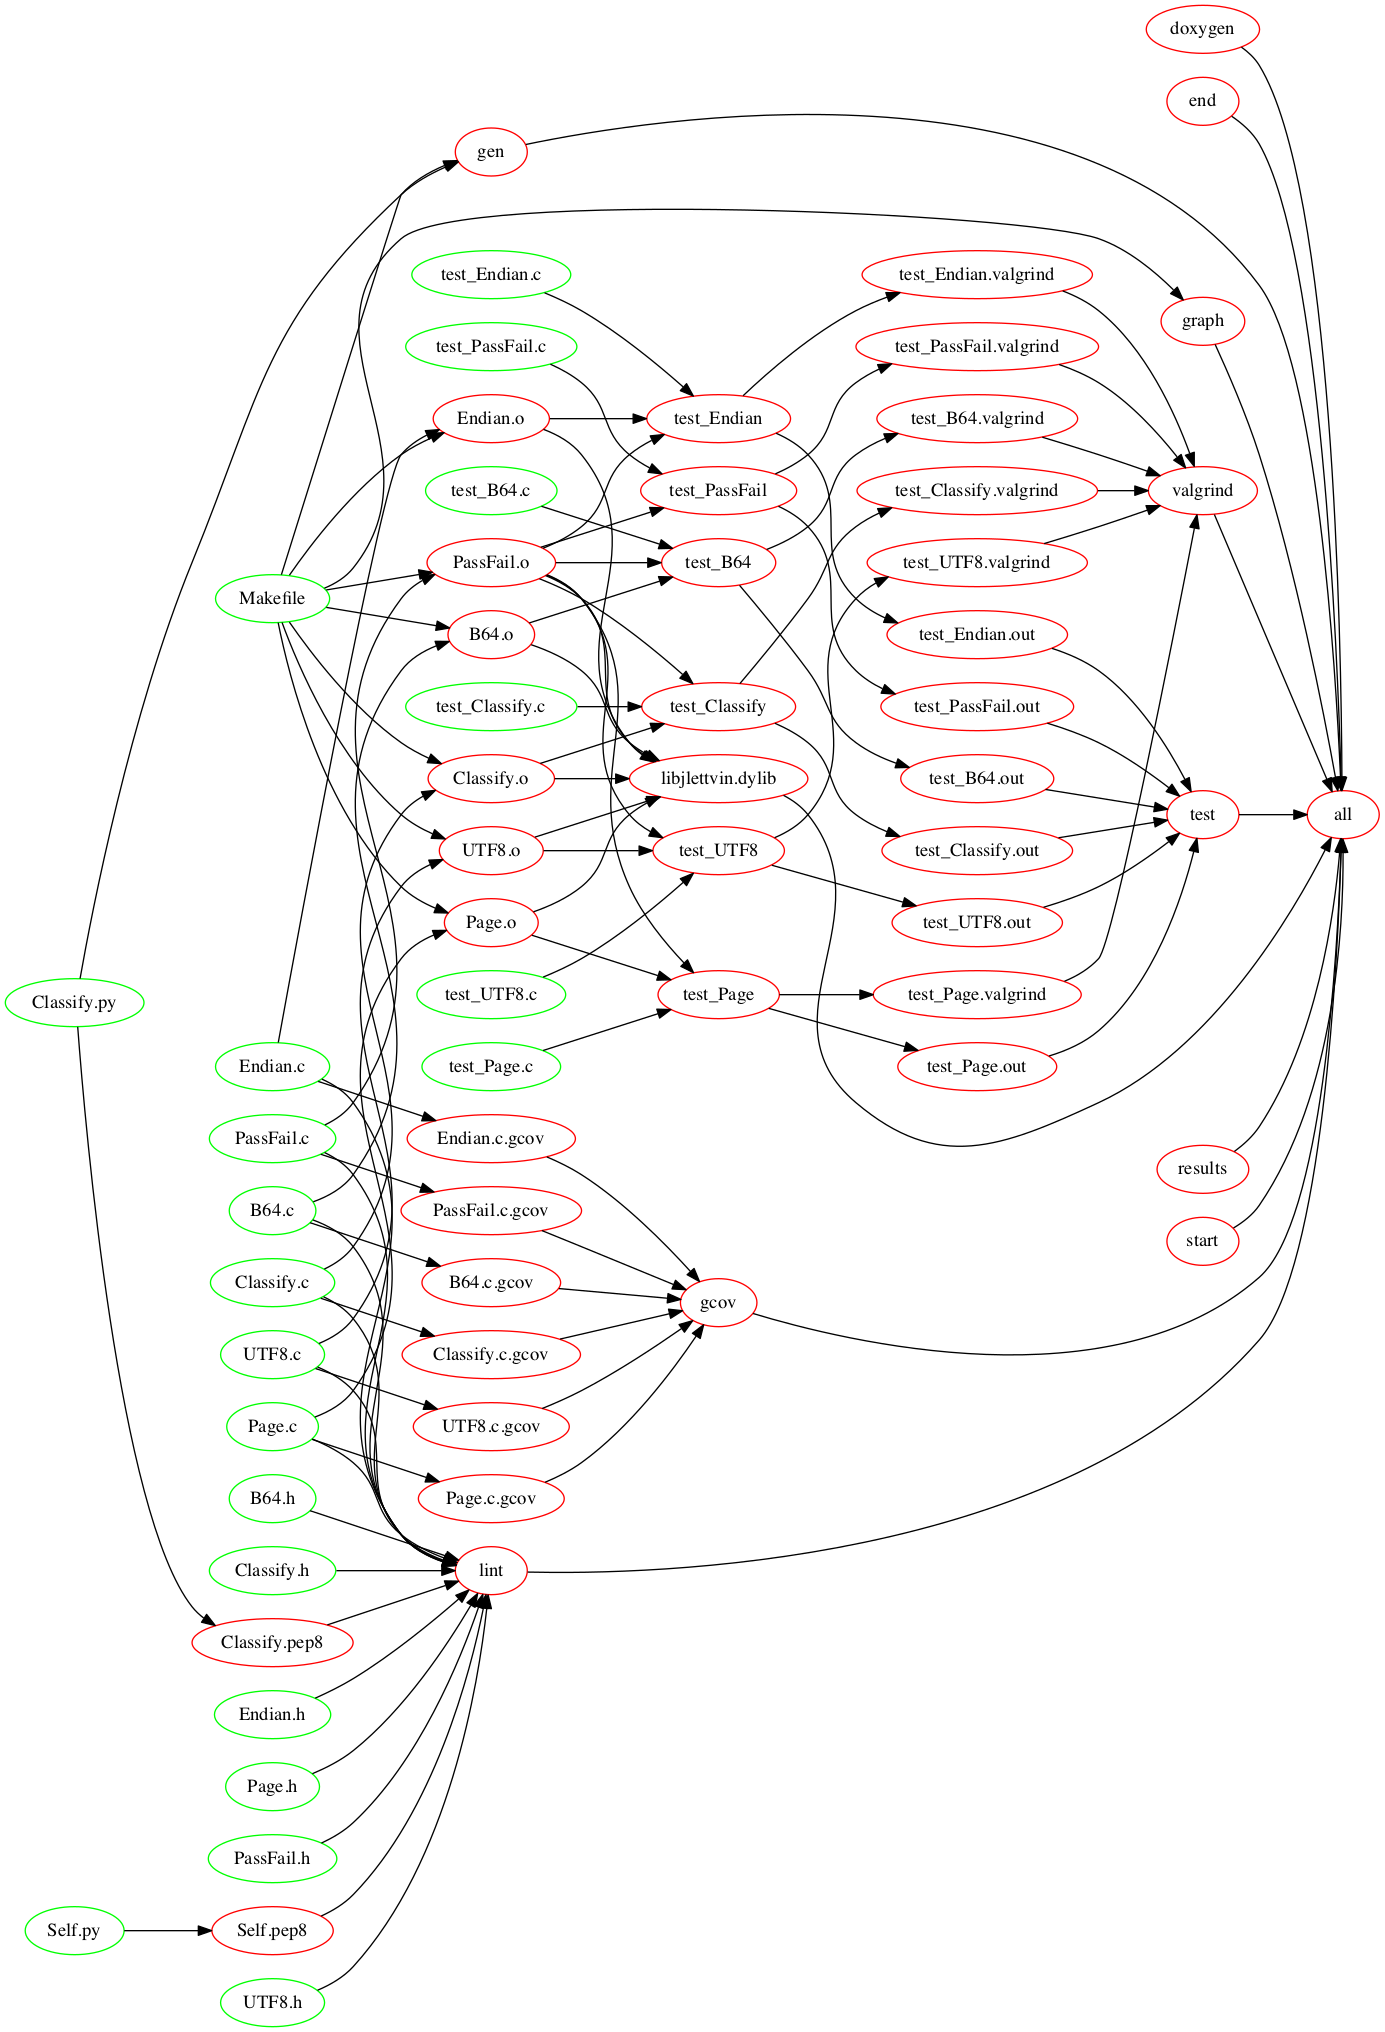 doxygen
end
gen
test_Endian.c
test_Endian.valgrind
graph
test_PassFail.c
test_PassFail.valgrind
Endian.o
test_Endian
test_B64.valgrind
test_B64.c
test_PassFail
test_Classify.valgrind
valgrind
PassFail.o
test_B64
test_UTF8.valgrind
Makefile
B64.o
test_Endian.out
test_Classify.c
test_Classify
test_PassFail.out
Classify.o
libjlettvin.dylib
test_B64.out
test
all
UTF8.o
test_UTF8
test_Classify.out
Page.o
test_UTF8.out
Classify.py
test_UTF8.c
test_Page
test_Page.valgrind
Endian.c
test_Page.c
test_Page.out
PassFail.c
Endian.c.gcov
results
B64.c
PassFail.c.gcov
start
Classify.c
B64.c.gcov
gcov
UTF8.c
Classify.c.gcov
Page.c
UTF8.c.gcov
B64.h
Page.c.gcov
Classify.h
lint
Classify.pep8
Endian.h
Page.h
PassFail.h
Self.py
Self.pep8
UTF8.h